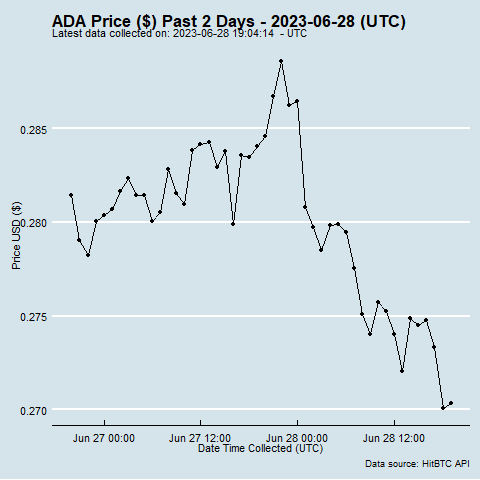 ADA Price ($) Past 2 Days - 2023-06-28 (UTC)
Latest data collected on: 2023-06-28 19:04:14  - UTC
Price USD ($)
0.285
0.280
0.275
0.270
Jun 27 00:00 Jun 27 12:00 Jun 28 00:00 Jun 28 12:00
Date Time Collected (UTC)
Data source: HitBTC API